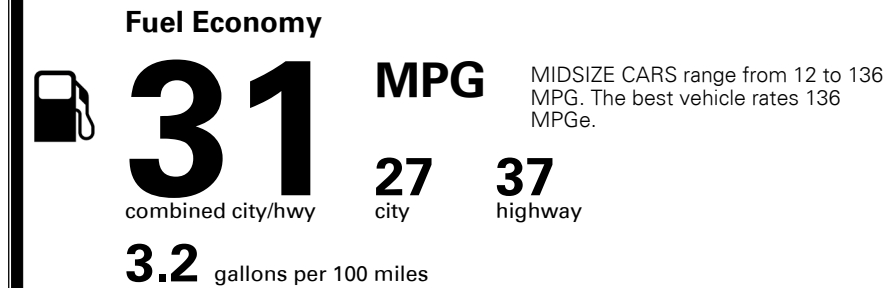 Fuel Economy
31 MPG
MIDSIZE CARS range from 12 to 136
MPG. The best vehicle rates 136
MPGe.
27 37
combined city/hwy city highway
3.2 gallons per 100 miles